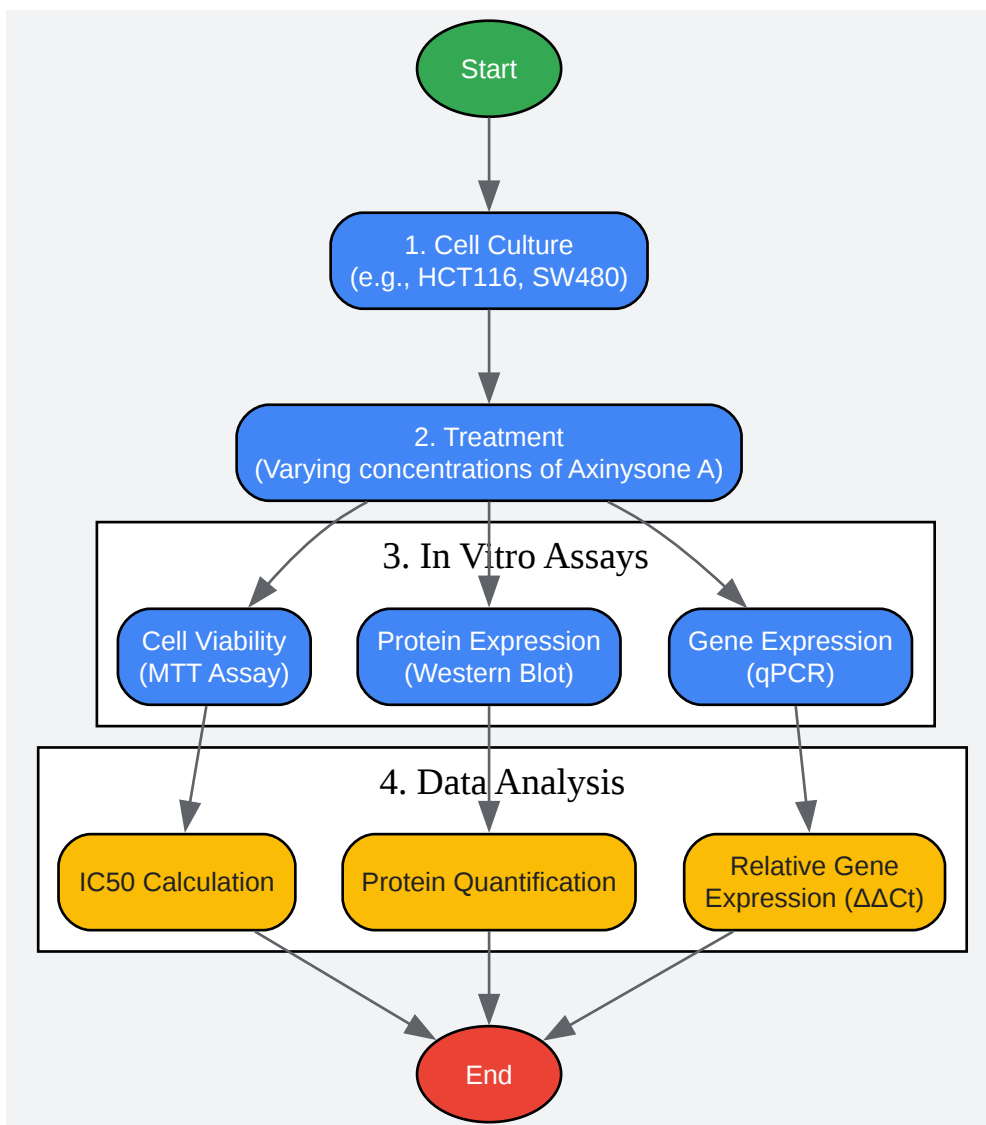 Start
1. Cell Culture
(e.g., HCT116, SW480)
2. Treatment
(Varying concentrations of Axinysone A)
3. In Vitro Assays
Cell Viability
(MTT Assay)
Protein Expression
(Western Blot)
Gene Expression
(qPCR)
4. Data Analysis
IC50 Calculation
Protein Quantification
Relative Gene
Expression (ΔΔCt)
End